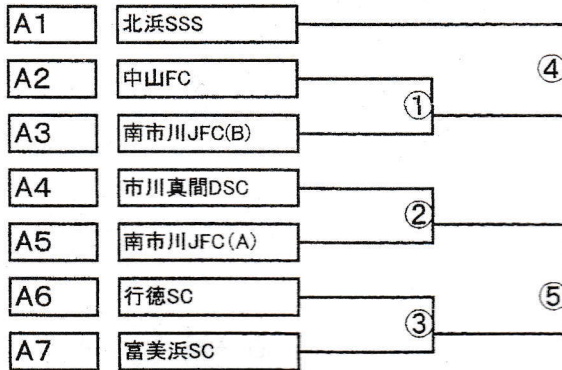 A1 北浜SSS
④
A2 中山FC
①
A3 南市川JFC(B)
A4 市川真間DSC
②
A5 南市川JFC(A)
A6 行徳SC
⑤
③
A7 富美浜SC